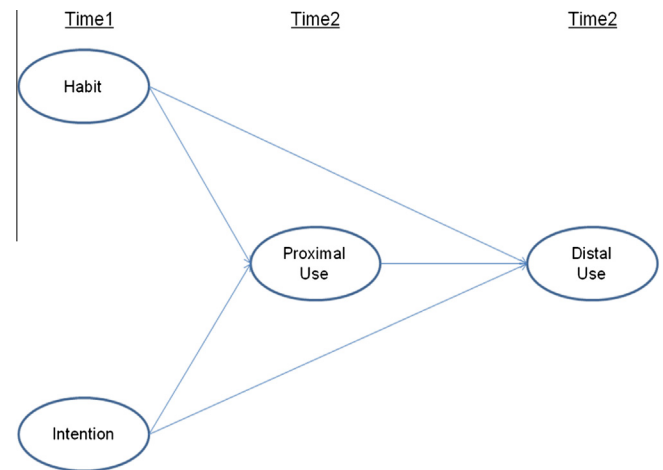 Time1 Time2 Time2
Habit
Proximal
Use
Distal
Use
Intention